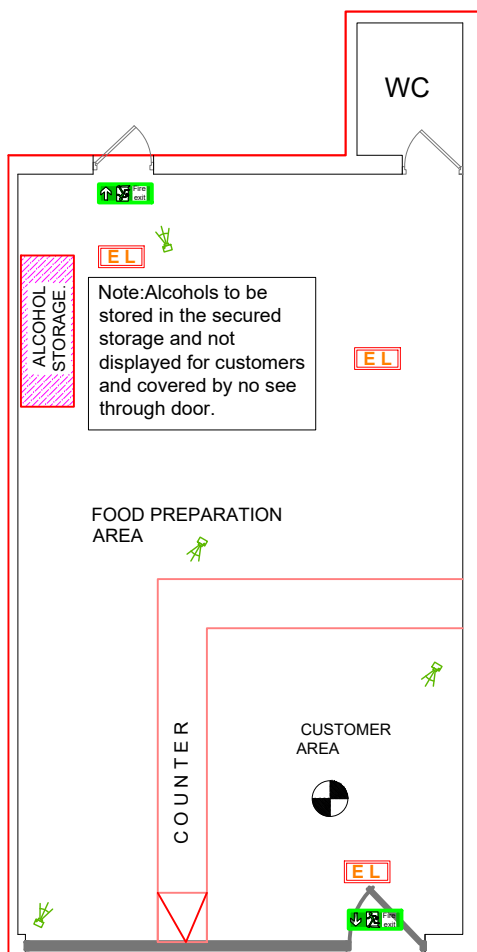 WC
Fire
exit
E L
ALCOHOL
STORAGE.
Note:Alcohols to be
stored in the secured
storage and not
displayed for customers
and covered by no see
through door.
E L
FOOD PREPARATION
AREA
COUNTER
CUSTOMER
AREA
E L
Fire
exit